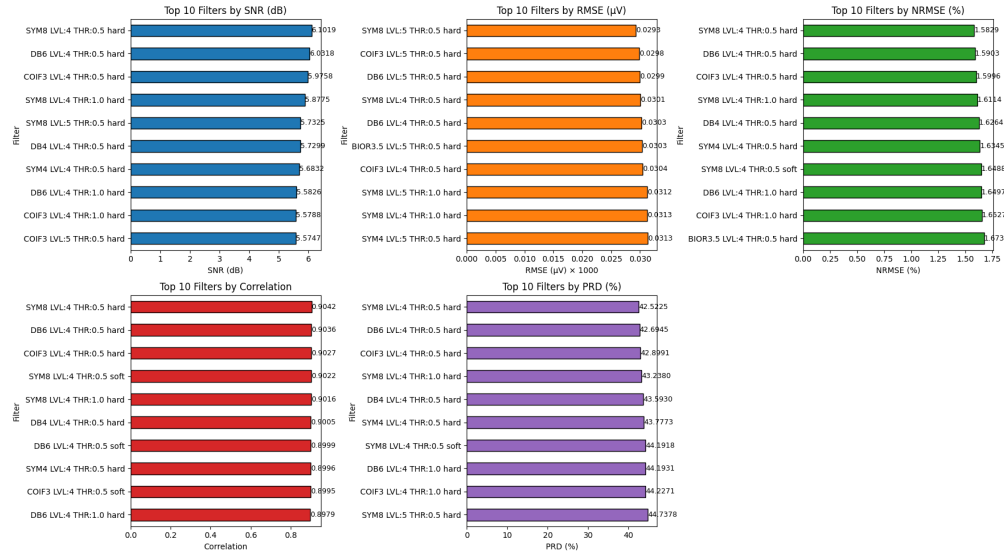 Top 10 Filters by SNR (dB)
Filter
SYM8 LVL:4 THR:0.5 hard 6.1019
DB6 LVL:4 THR:0.5 hard 6.0318
COIF3 LVL:4 THR:0.5 hard 5.9758
SYM8 LVL:4 THR:1.0 hard 5.8775
SYM8 LVL:5 THR:0.5 hard 5.7325
DB4 LVL:4 THR:0.5 hard 5.7299
SYM4 LVL:4 THR:0.5 hard 5.6832
DB6 LVL:4 THR:1.0 hard 5.5826
COIF3 LVL:4 THR:1.0 hard 5.5788
COIF3 LVL:5 THR:0.5 hard 5.5747
0 1 2 3 4 5 6
SNR (dB)
Top 10 Filters by RMSE (µV)
Filter
SYM8 LVL:5 THR:0.5 hard 0.0293
COIF3 LVL:5 THR:0.5 hard 0.0298
DB6 LVL:5 THR:0.5 hard 0.0299
SYM8 LVL:4 THR:0.5 hard 0.0301
DB6 LVL:4 THR:0.5 hard 0.0303
BIOR3.5 LVL:5 THR:0.5 hard 0.0303
COIF3 LVL:4 THR:0.5 hard 0.0304
SYM8 LVL:5 THR:1.0 hard 0.0312
SYM8 LVL:4 THR:1.0 hard 0.0313
SYM4 LVL:5 THR:0.5 hard 0.0313
0.000 0.005 0.010 0.015 0.020 0.025 0.030
RMSE (µV) × 1000
Top 10 Filters by NRMSE (%)
Filter
SYM8 LVL:4 THR:0.5 hard 1.5829
DB6 LVL:4 THR:0.5 hard 1.5903
COIF3 LVL:4 THR:0.5 hard 1.5996
SYM8 LVL:4 THR:1.0 hard 1.6114
DB4 LVL:4 THR:0.5 hard 1.6264
SYM4 LVL:4 THR:0.5 hard 1.6345
SYM8 LVL:4 THR:0.5 soft 1.6488
DB6 LVL:4 THR:1.0 hard 1.6497
COIF3 LVL:4 THR:1.0 hard 1.6527
BIOR3.5 LVL:4 THR:0.5 hard 1.673
0.00 0.25 0.50 0.75 1.00 1.25 1.50 1.75
NRMSE (%)
Top 10 Filters by Correlation
Filter
SYM8 LVL:4 THR:0.5 hard 0.9042
DB6 LVL:4 THR:0.5 hard 0.9036
COIF3 LVL:4 THR:0.5 hard 0.9027
SYM8 LVL:4 THR:0.5 soft 0.9022
SYM8 LVL:4 THR:1.0 hard 0.9016
DB4 LVL:4 THR:0.5 hard 0.9005
DB6 LVL:4 THR:0.5 soft 0.8999
SYM4 LVL:4 THR:0.5 hard 0.8996
COIF3 LVL:4 THR:0.5 soft 0.8995
DB6 LVL:4 THR:1.0 hard 0.8979
0.0 0.2 0.4 0.6 0.8
Correlation
Top 10 Filters by PRD (%)
Filter
SYM8 LVL:4 THR:0.5 hard 42.5225
DB6 LVL:4 THR:0.5 hard 42.6945
COIF3 LVL:4 THR:0.5 hard 42.8991
SYM8 LVL:4 THR:1.0 hard 43.2380
DB4 LVL:4 THR:0.5 hard 43.5930
SYM4 LVL:4 THR:0.5 hard 43.7773
SYM8 LVL:4 THR:0.5 soft 44.1918
DB6 LVL:4 THR:1.0 hard 44.1931
COIF3 LVL:4 THR:1.0 hard 44.2271
SYM8 LVL:5 THR:0.5 hard 44.7378
0 10 20 30 40
PRD (%)